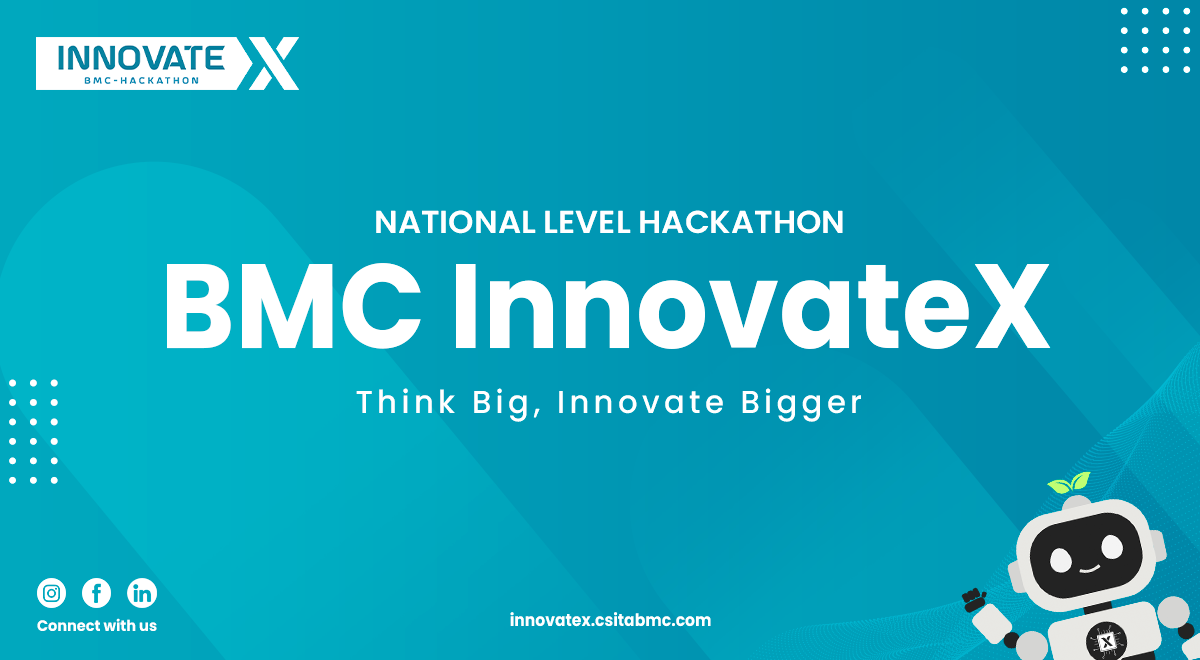 INNOVATE X
BMC-HACKATHON
NATIONAL LEVEL HACKATHON
BMC InnovateX
Think Big, Innovate Bigger
Connect with us
innovatex.csitabmc.com
X